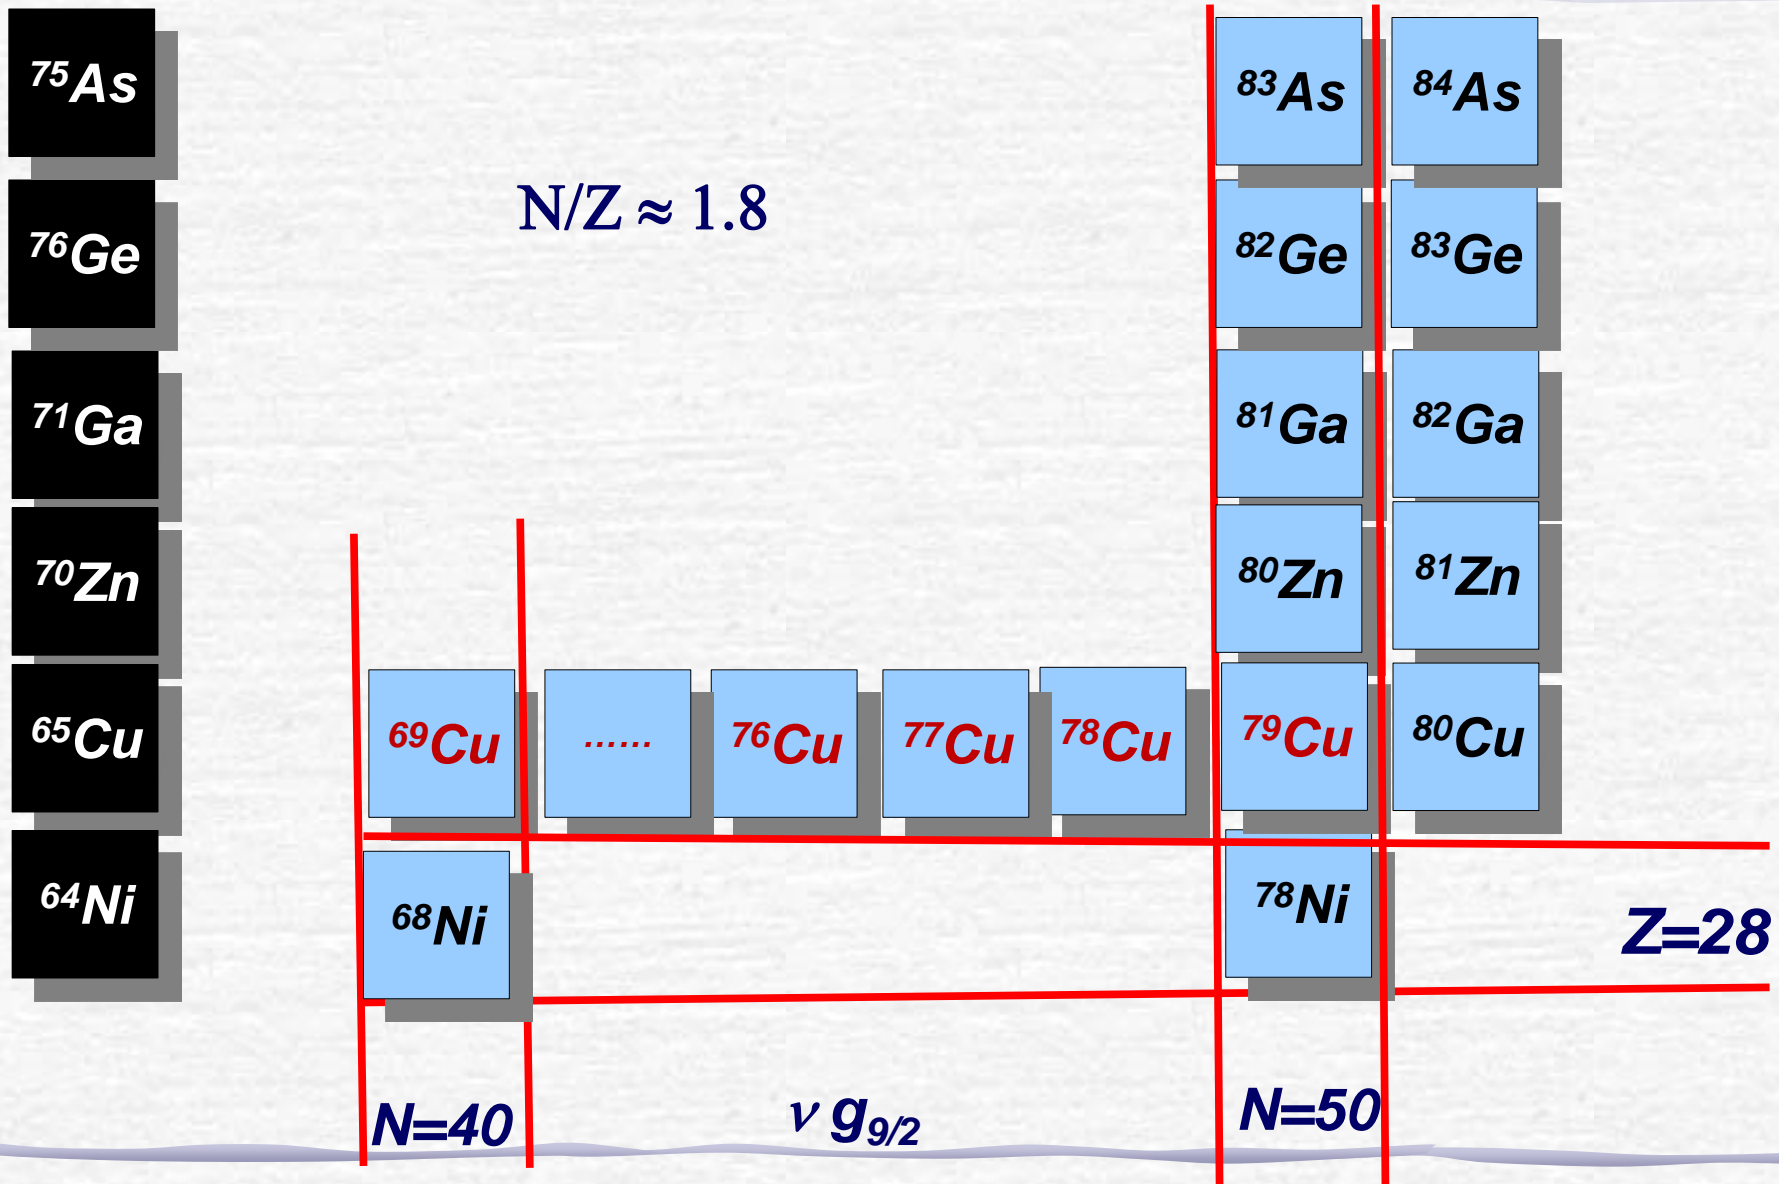 ⁷⁵As ⁸³As ⁸⁴As
N/Z ≈ 1.8
⁷⁶Ge ⁸²Ge ⁸³Ge
⁷¹Ga ⁸¹Ga ⁸²Ga
⁷⁰Zn ⁸⁰Zn ⁸¹Zn
⁶⁵Cu ⁶⁹Cu ...... ⁷⁶Cu ⁷⁷Cu ⁷⁸Cu ⁷⁹Cu ⁸⁰Cu
⁶⁴Ni ⁶⁸Ni ⁷⁸Ni Z=28
N=40 ν g₉/₂ N=50